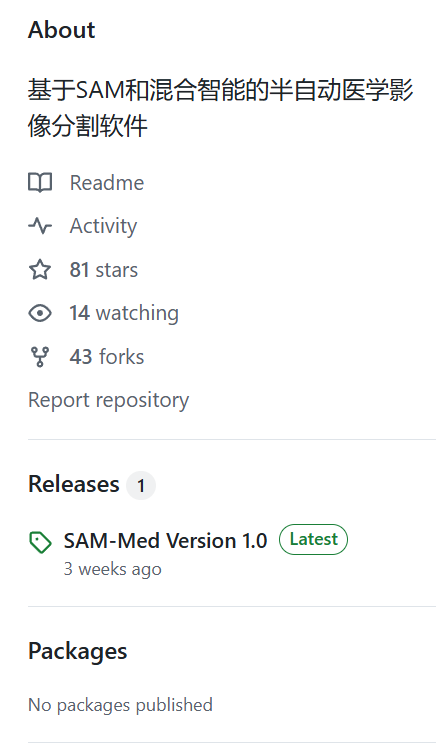 About
基于SAM和混合智能的半自动医学影
像分割软件
Readme
Activity
81 stars
14 watching
43 forks
Report repository
Releases 1
SAM-Med Version 1.0 Latest
3 weeks ago
Packages
No packages published